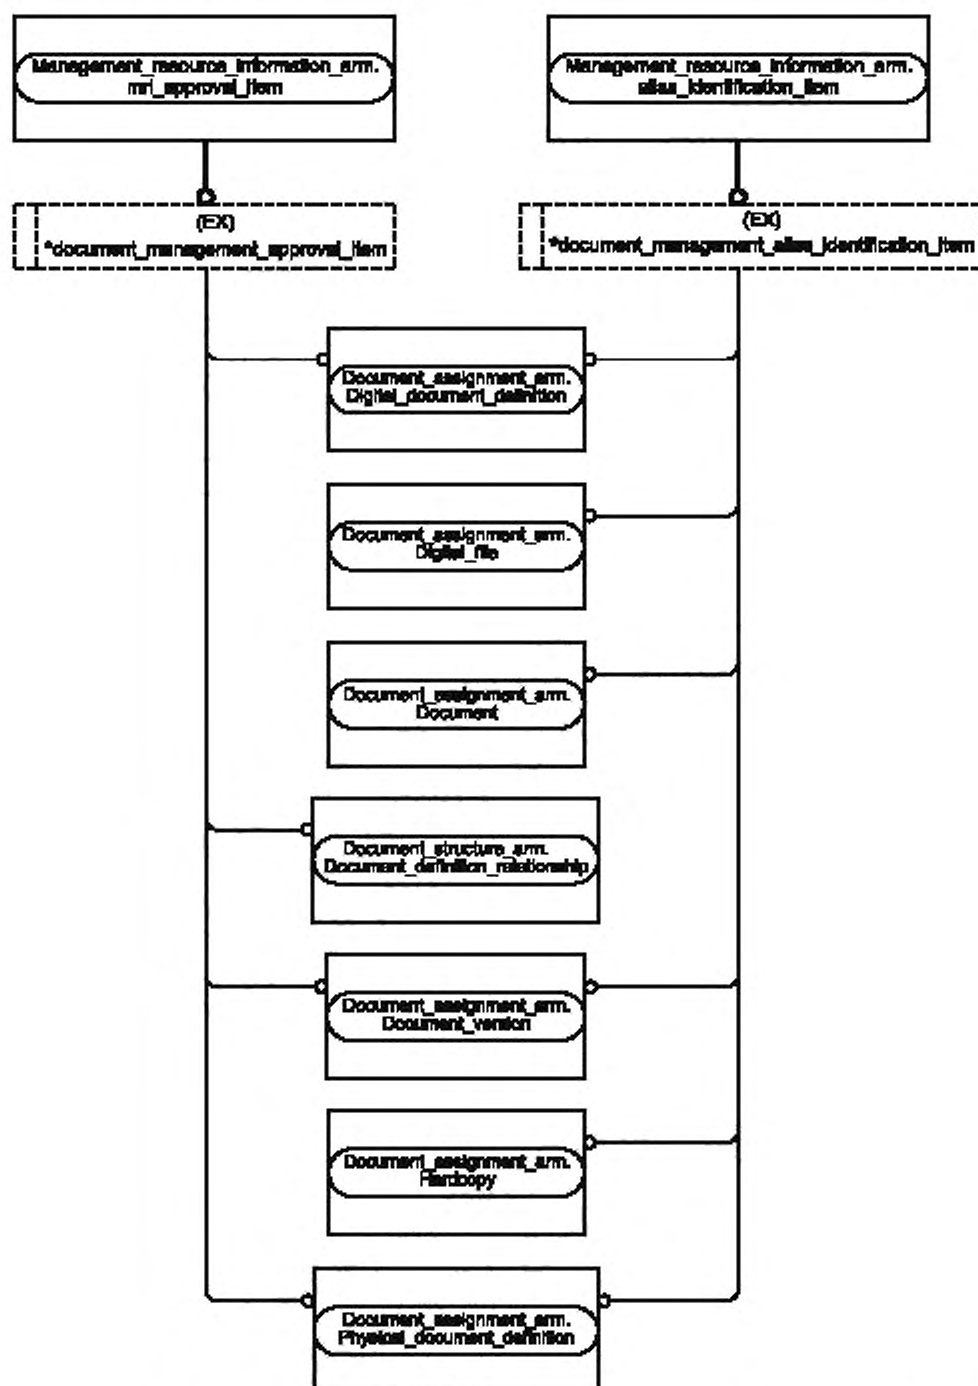 Management_resource_information_arm.
mri_approval_item
Management_resource_information_arm.
alias_identification_item
(EX)
*document_management_approval_item
(EX)
*document_management_alias_identification_item
Document_assignment_arm.
Digital_document_definition
Document_assignment_arm.
Digital_file
Document_assignment_arm.
Document
Document_structure_arm.
Document_definition_relationship
Document_assignment_arm.
Document_version
Document_assignment_arm.
Hardcopy
Document_assignment_arm.
Physical_document_definition